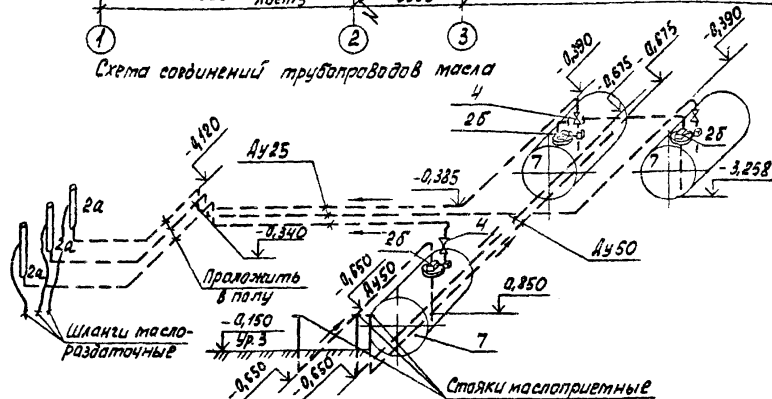 1
2
3
Схема соединений трубопроводов масла
-0,390
-0,675
-0,675
-0,390
4
2б
7
7
2б
-3,258
-0,120
Ду25
-0,385
-0,340
4
2б
Ду50
2а
2а
2а
Проложить
в полу
-0,650
Ду50
0,850
7
Шланги масло-
раздаточные
-0,150
Ур.3
-0,650
-0,650
Стояки маслоприемные